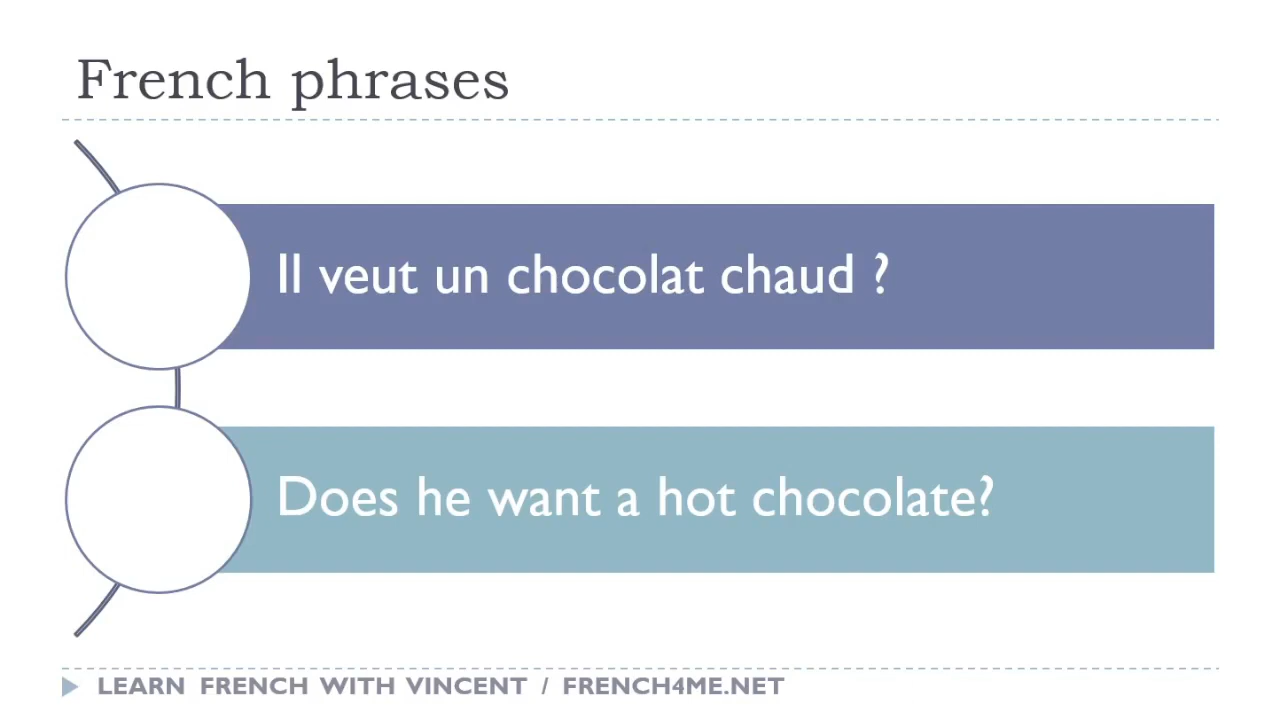 French phrases
Il veut un chocolat chaud ?
Does he want a hot chocolate?
LEARN FRENCH WITH VINCENT / FRENCH4ME.NET